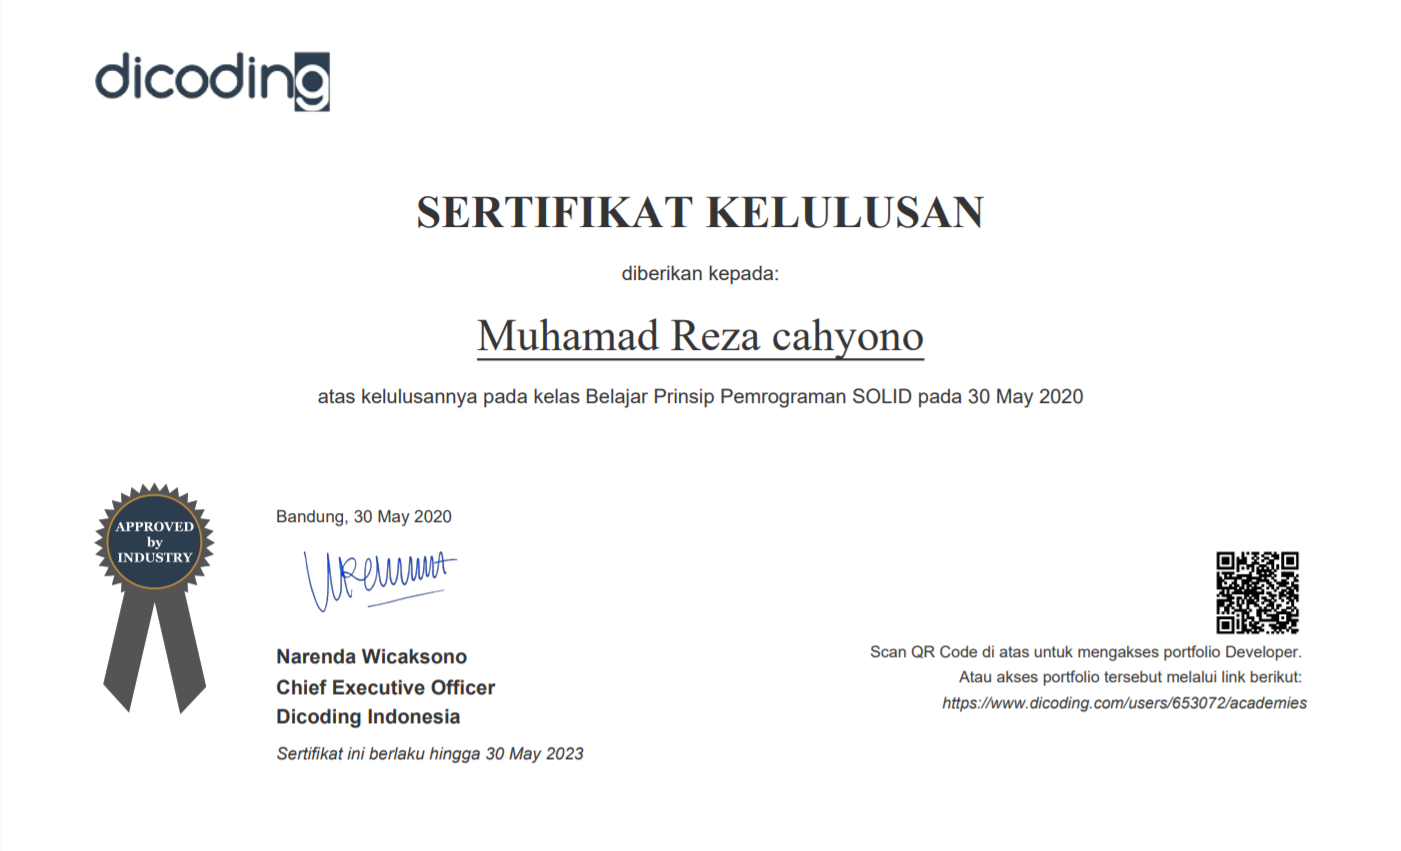 dicoding
SERTIFIKAT KELULUSAN
diberikan kepada:
Muhamad Reza cahyono
atas kelulusannya pada kelas Belajar Prinsip Pemrograman SOLID pada 30 May 2020
APPROVED
by
INDUSTRY
Bandung, 30 May 2020
Narenda Wicaksono
Chief Executive Officer
Dicoding Indonesia
Sertifikat ini berlaku hingga 30 May 2023
Scan QR Code di atas untuk mengakses portfolio Developer.
Atau akses portfolio tersebut melalui link berikut:
https://www.dicoding.com/users/653072/academies